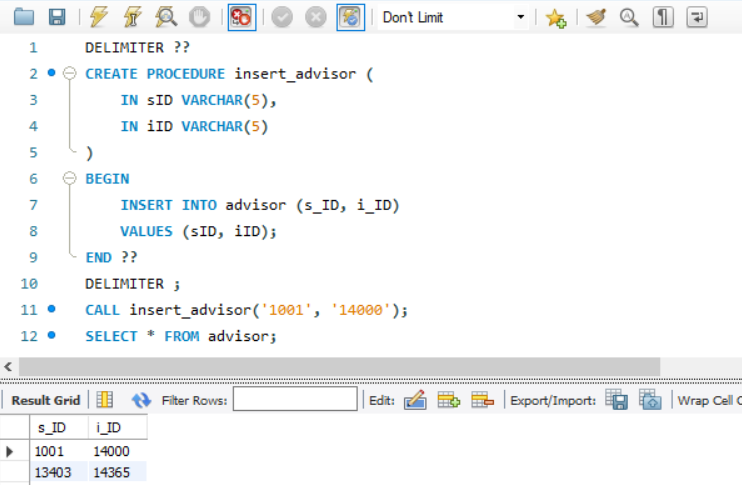 Don't Limit
1 DELIMITER ??
2 CREATE PROCEDURE insert_advisor (
3 IN sID VARCHAR(5),
4 IN iID VARCHAR(5)
5 )
6 BEGIN
7 INSERT INTO advisor (s_ID, i_ID)
8 VALUES (sID, iID);
9 END ??
10 DELIMITER ;
11 CALL insert_advisor('1001', '14000');
12 SELECT * FROM advisor;
Result Grid Filter Rows: Edit: Export/Import: Wrap Cell C
s_ID i_ID
1001 14000
13403 14365